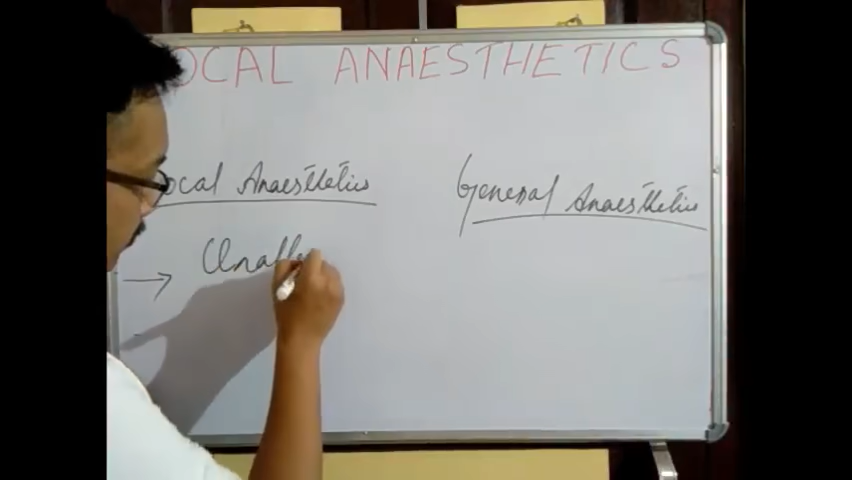 OCAL ANAESTHETICS
ocal Anaesthetics
General Anaesthetics
→